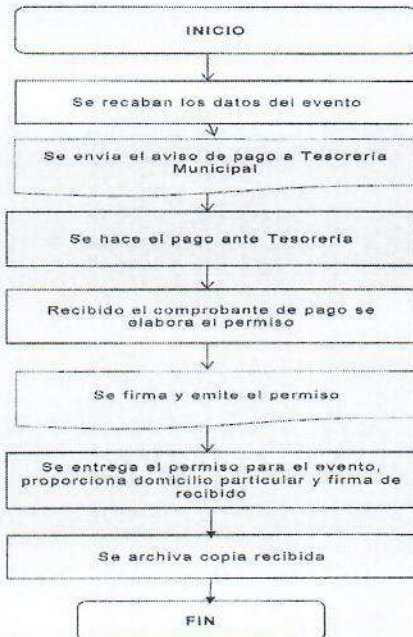 INICIO
Se recaban los datos del evento
Se envía el aviso de pago a Tesorería
Municipal
Se hace el pago ante Tesorería
Recibido el comprobante de pago se
elabora el permiso
Se firma y emite el permiso
Se entrega el permiso para el evento,
proporciona domicilio particular y firma de
recibido
Se archiva copia recibida
FIN